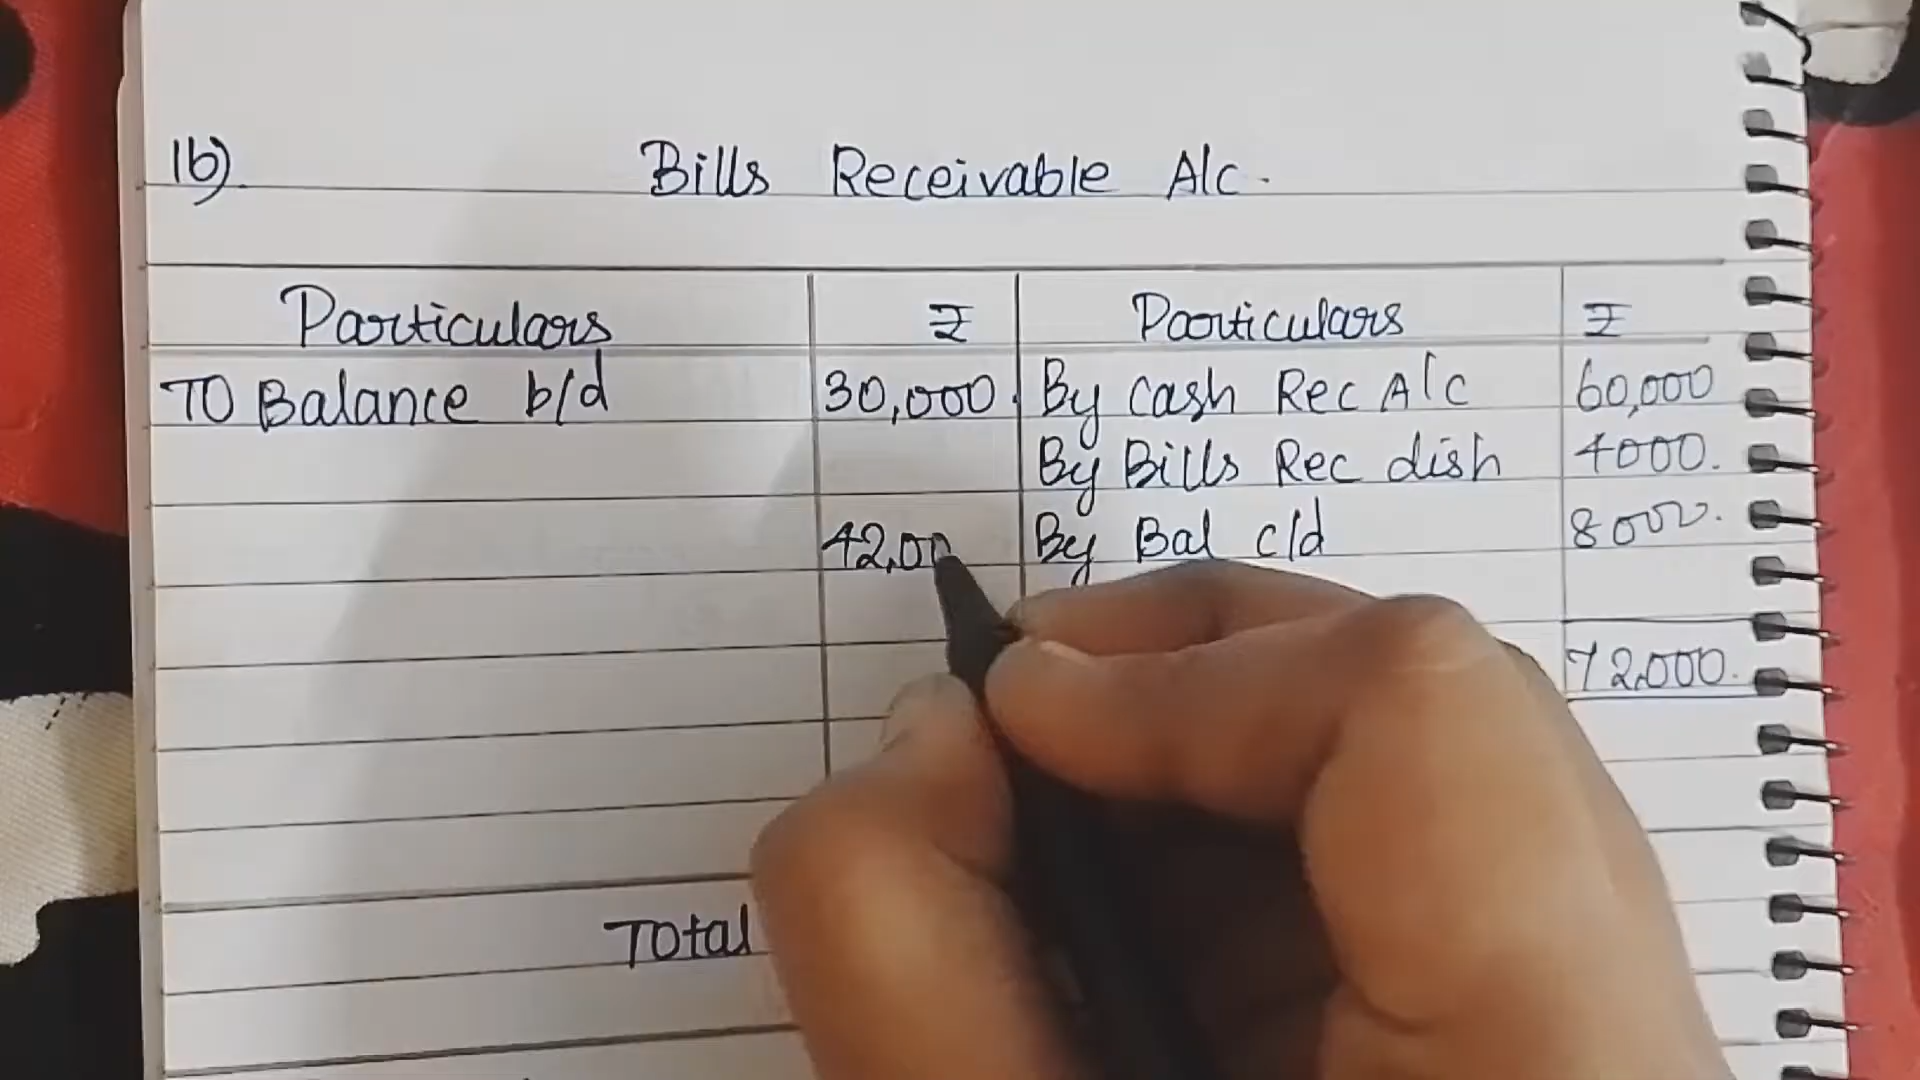 1b) Bills Receivable A/c.
Particulars ₹ Particulars ₹
TO Balance b/d 30,000. By cash Rec A/c 60,000
By Bills Rec dish 4000.
42,00 By Bal c/d 8000.
72,000.
Total